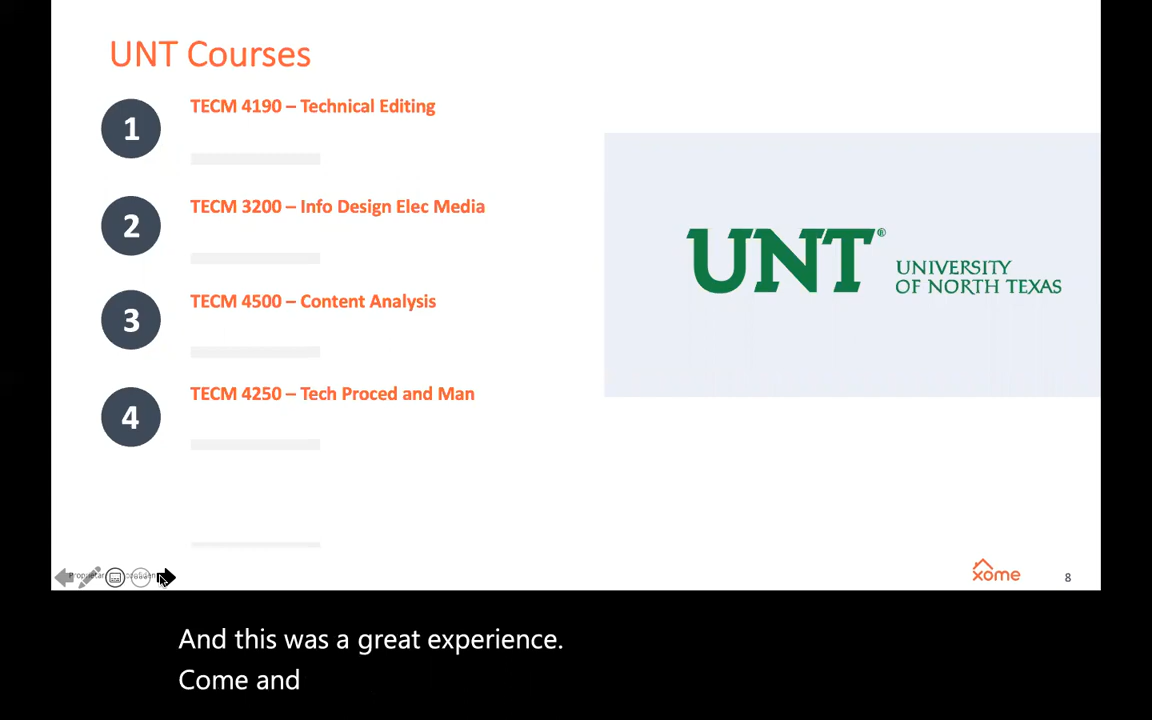 UNT Courses
1
TECM 4190 – Technical Editing
2
TECM 3200 – Info Design Elec Media
3
TECM 4500 – Content Analysis
4
TECM 4250 – Tech Proced and Man
UNT®
UNIVERSITY
OF NORTH TEXAS
xome
8
And this was a great experience.
Come and